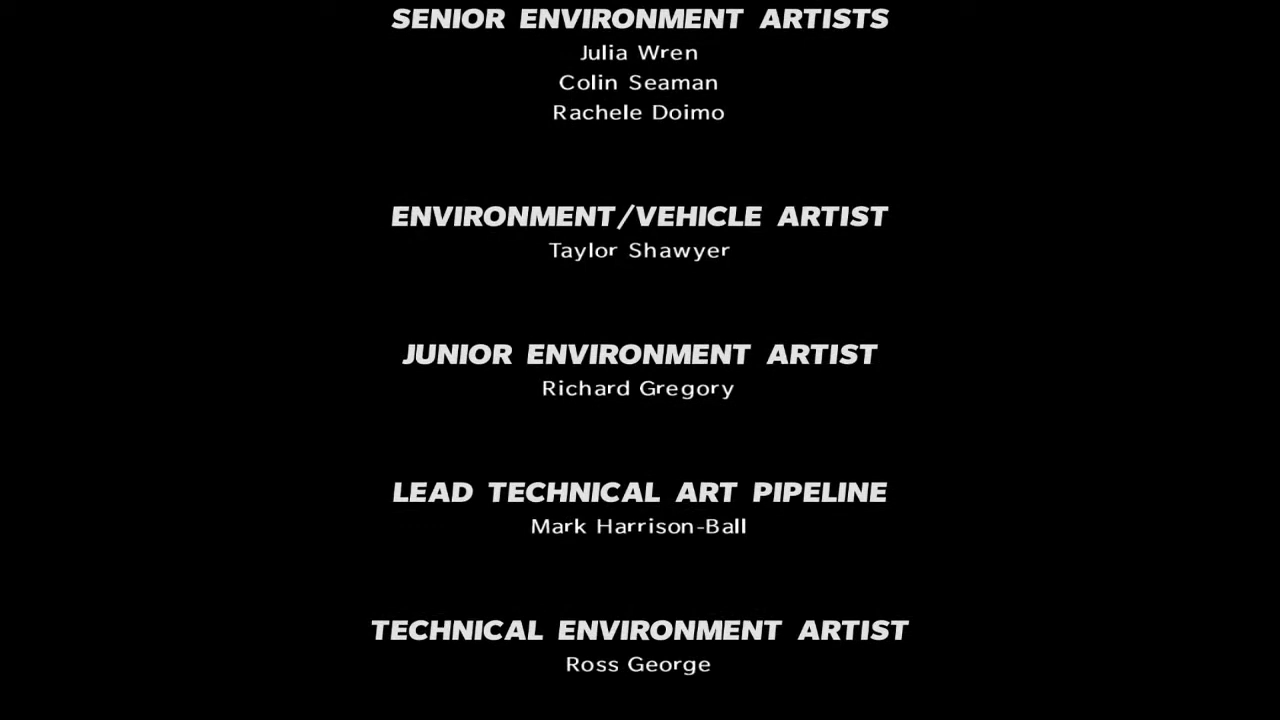 SENIOR ENVIRONMENT ARTISTS
Julia Wren
Colin Seaman
Rachele Doimo
ENVIRONMENT/VEHICLE ARTIST
Taylor Shawyer
JUNIOR ENVIRONMENT ARTIST
Richard Gregory
LEAD TECHNICAL ART PIPELINE
Mark Harrison-Ball
TECHNICAL ENVIRONMENT ARTIST
Ross George